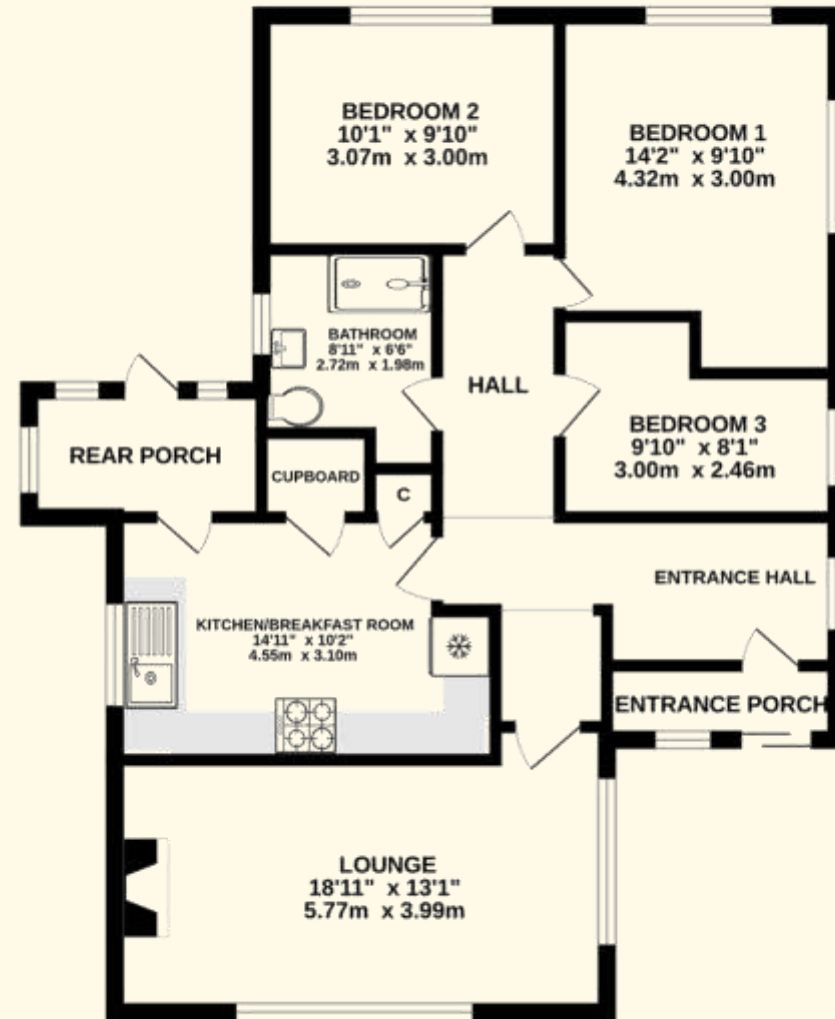 BEDROOM 2
10'1" x 9'10"
3.07m x 3.00m
BEDROOM 1
14'2" x 9'10"
4.32m x 3.00m
BATHROOM
8'11" x 6'6"
2.72m x 1.98m
HALL
BEDROOM 3
9'10" x 8'1"
3.00m x 2.46m
REAR PORCH
CUPBOARD
C
ENTRANCE HALL
KITCHEN/BREAKFAST ROOM
14'11" x 10'2"
4.55m x 3.10m
ENTRANCE PORCH
LOUNGE
18'11" x 13'1"
5.77m x 3.99m